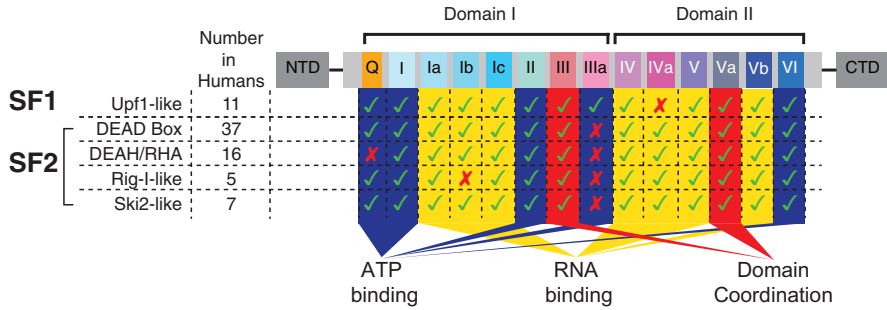 Domain I Domain II
Number
in
Humans
NTD Q I Ia Ib Ic II III IIIa IV IVa V Va Vb VI CTD
SF1 Upf1-like 11 ✓ ✓ ✓ ✓ ✓ ✓ ✓ ✓ ✓ ✗ ✓ ✓ ✓ ✓
DEAD Box 37 ✓ ✓ ✓ ✓ ✓ ✓ ✓ ✗ ✓ ✓ ✓ ✓ ✓ ✓
SF2 DEAH/RHA 16 ✗ ✓ ✓ ✓ ✓ ✓ ✓ ✗ ✓ ✓ ✓ ✓ ✓ ✓
Rig-I-like 5 ✓ ✓ ✓ ✗ ✓ ✓ ✓ ✗ ✓ ✓ ✓ ✓ ✓ ✓
Ski2-like 7 ✓ ✓ ✓ ✓ ✓ ✓ ✓ ✗ ✓ ✓ ✓ ✓ ✓ ✓
ATP RNA Domain
binding binding Coordination